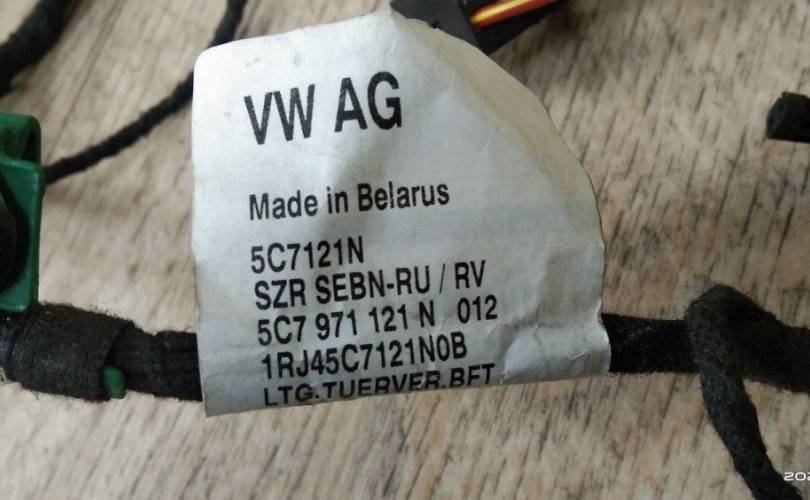 VW AG
Made in Belarus
5C7121N
SZR SEBN-RU / RV
5C7 971 121 N 012
1RJ45C7121N0B
LTG.TUERVER.BFT